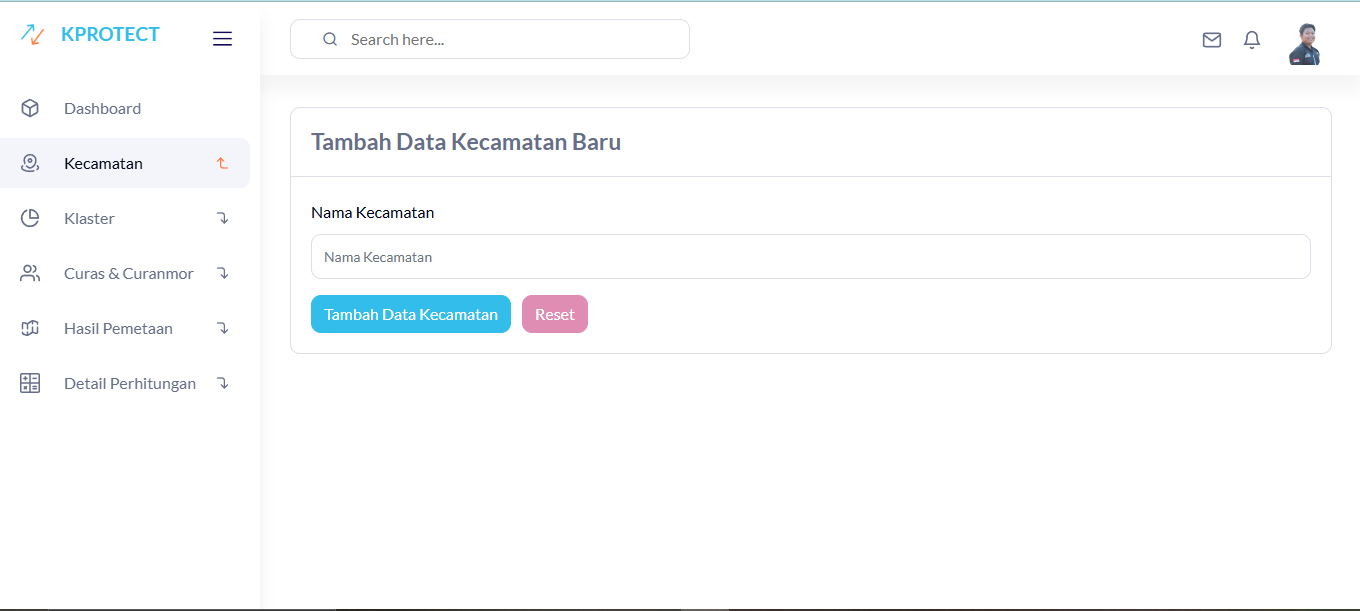 KPROTECT
Search here...
Dashboard
Kecamatan
Klaster
Curas & Curanmor
Hasil Pemetaan
Detail Perhitungan
Tambah Data Kecamatan Baru
Nama Kecamatan
Nama Kecamatan
Tambah Data Kecamatan Reset